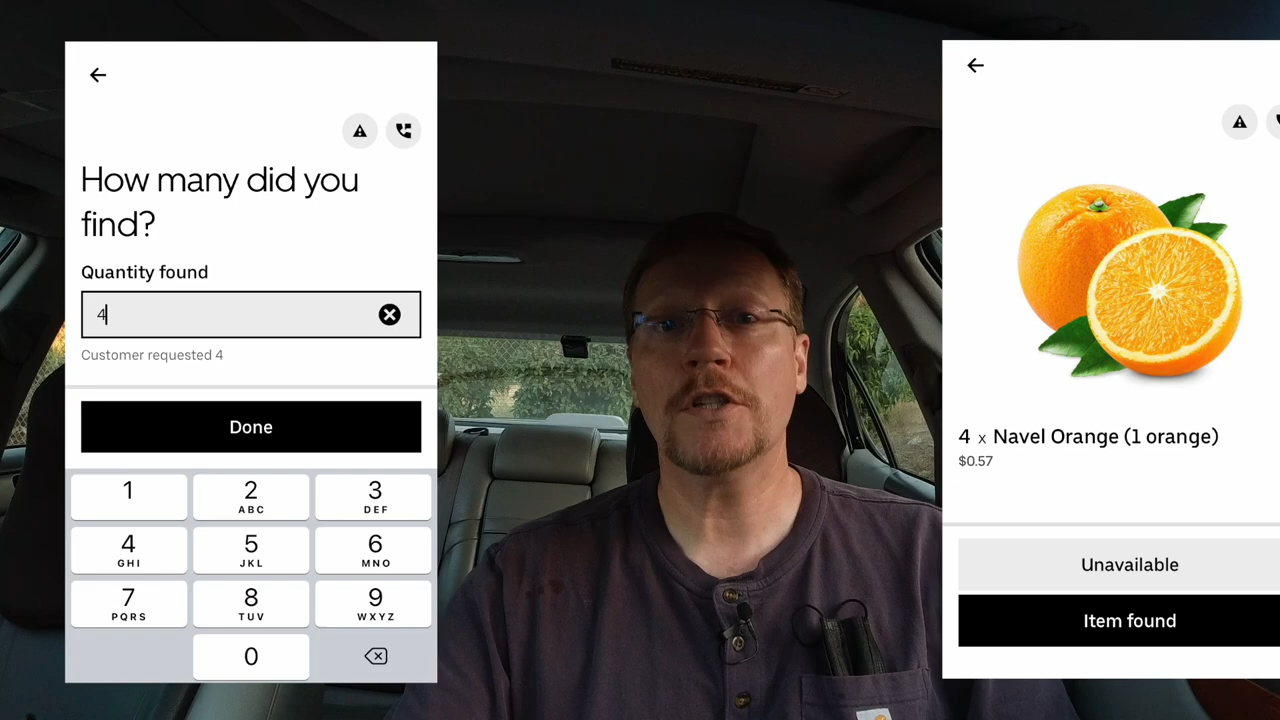 How many did you
find?
Quantity found
4
Customer requested 4
Done
1
2
ABC
3
DEF
4
GHI
5
JKL
6
MNO
7
PQRS
8
TUV
9
WXYZ
0
4 x Navel Orange (1 orange)
$0.57
Unavailable
Item found